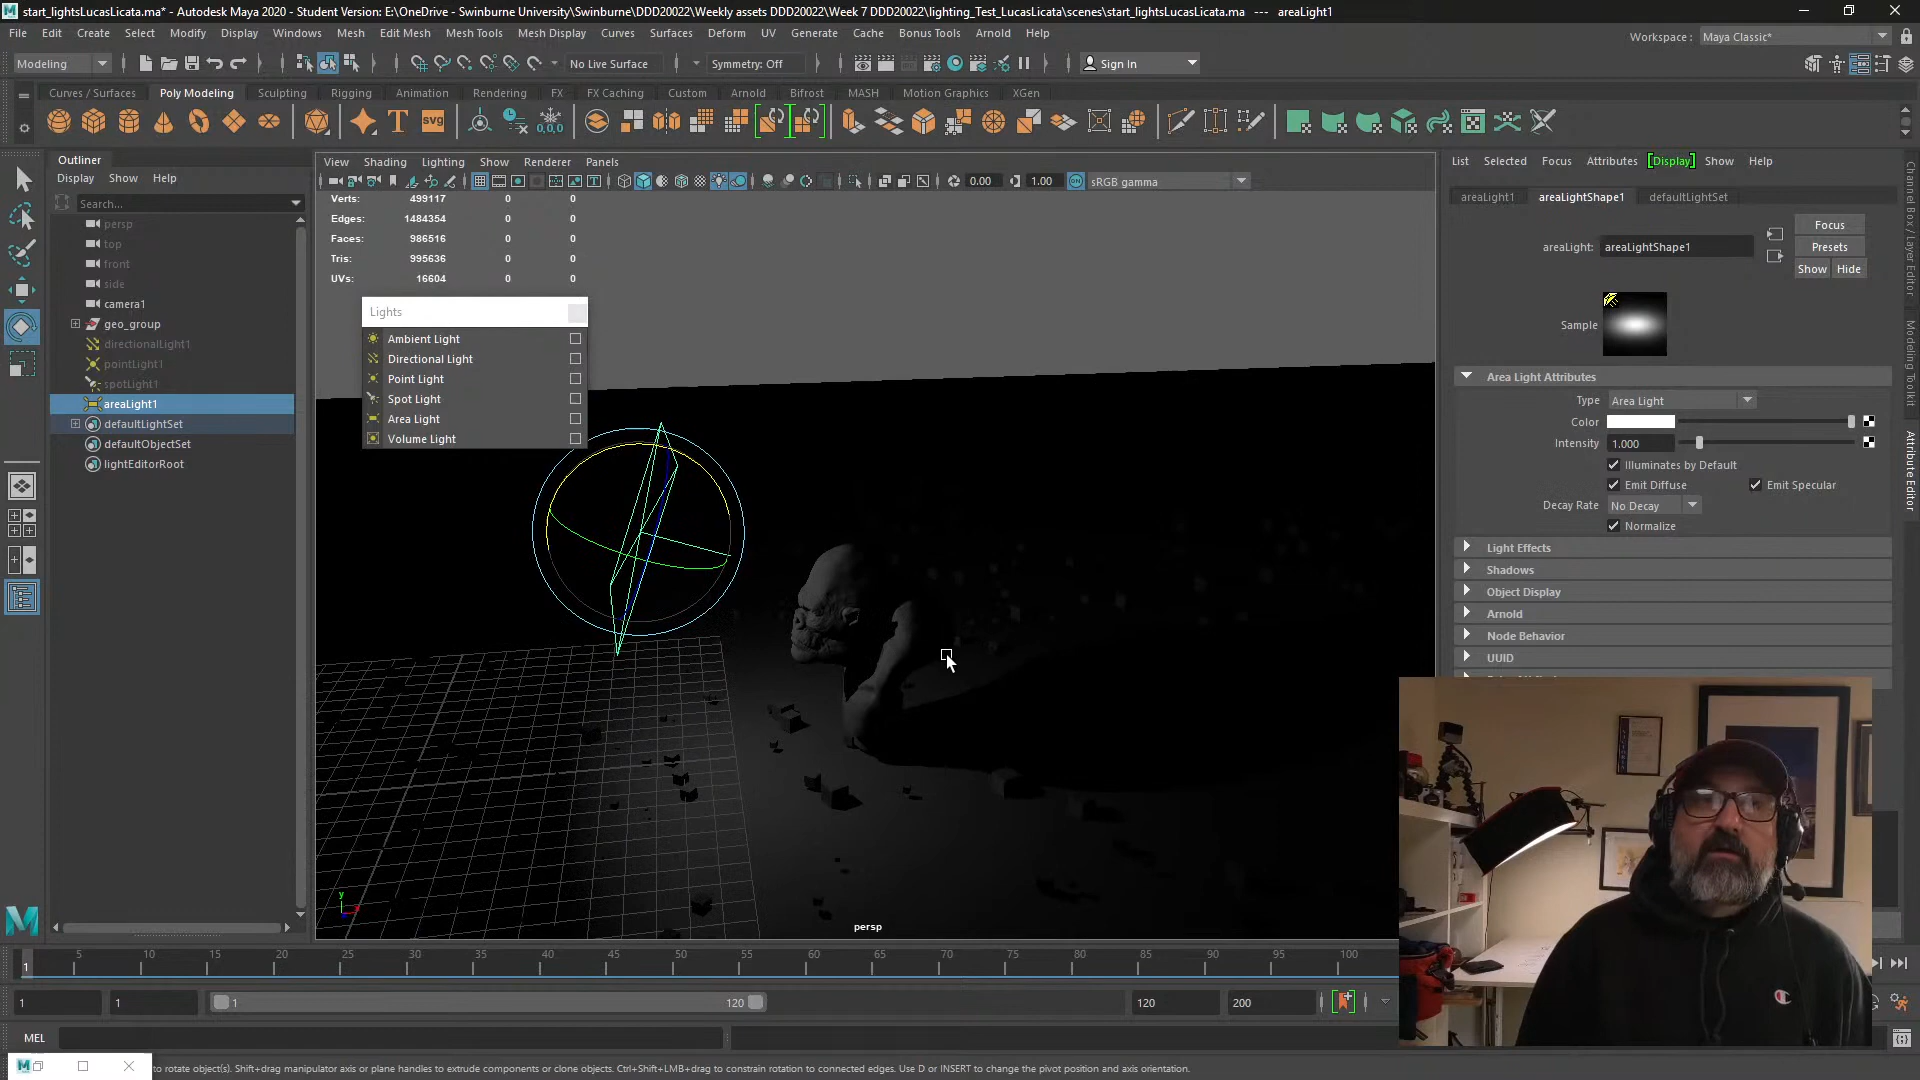 start_lightsLucasLicata.ma* - Autodesk Maya 2020 - Student Version: E:\OneDrive - Swinburne University\Swinburne\DDD20022\Weekly assets DDD20022\Week 7 DDD20022\lighting_Test_LucasLicata\scenes\start_lightsLucasLicata.ma --- areaLight1
File Edit Create Select Modify Display Windows Mesh Edit Mesh Mesh Tools Mesh Display Curves Surfaces Deform UV Generate Cache Bonus Tools Arnold Help
Workspace : Maya Classic*
Modeling
No Live Surface
Symmetry: Off
Sign In
Curves / Surfaces Poly Modeling Sculpting Rigging Animation Rendering FX FX Caching Custom Arnold Bifrost MASH Motion Graphics XGen
T
svg
0,0,0
Outliner
Display Show Help
Search...
persp
top
front
side
camera1
geo_group
directionalLight1
pointLight1
spotLight1
areaLight1
defaultLightSet
defaultObjectSet
lightEditorRoot
View Shading Lighting Show Renderer Panels
0.00 1.00 sRGB gamma
Verts: 499117 0 0
Edges: 1484354 0 0
Faces: 986516 0 0
Tris: 995636 0 0
UVs: 16604 0 0
Lights
Ambient Light
Directional Light
Point Light
Spot Light
Area Light
Volume Light
y
persp
List Selected Focus Attributes [Display] Show Help
areaLight1 areaLightShape1 defaultLightSet
Focus
areaLight: areaLightShape1
Presets
Show Hide
Sample
Area Light Attributes
Type Area Light
Color
Intensity 1.000
Illuminates by Default
Emit Diffuse Emit Specular
Decay Rate No Decay
Normalize
Light Effects
Shadows
Object Display
Arnold
Node Behavior
UUID
Channel Box / Layer Editor
Modeling Toolkit
Attribute Editor
5 10 15 20 25 30 35 40 45 50 55 60 65 70 75 80 85 90 95 100
1
1 1 1 120 120 200
MEL
to rotate object(s). Shift+drag manipulator axis or plane handles to extrude components or clone objects. Ctrl+Shift+LMB+drag to constrain rotation to connected edges. Use D or INSERT to change the pivot position and axis orientation.